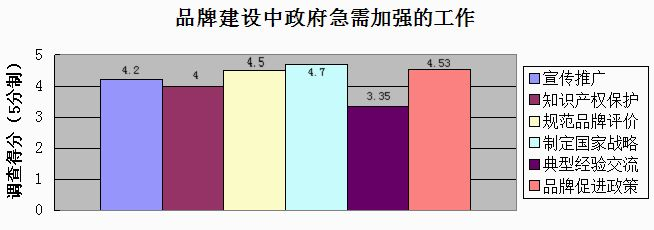 品牌建设中政府急需加强的工作
调查得分（5分制）
5
4
3
2
1
0
4.2
4
4.5
4.7
3.35
4.53
宣传推广
知识产权保护
规范品牌评价
制定国家战略
典型经验交流
品牌促进政策